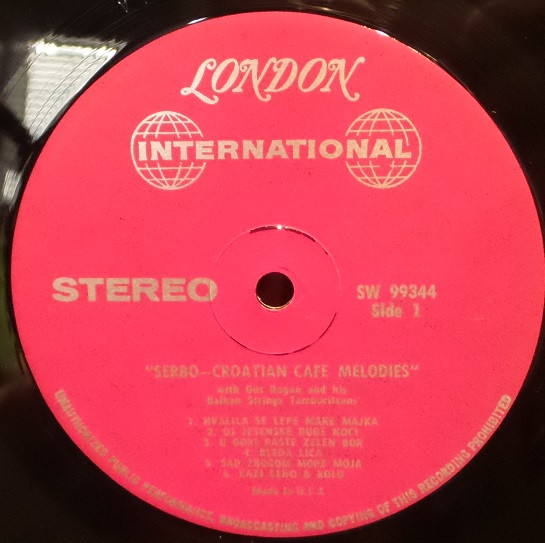 LONDON
INTERNATIONAL
STEREO
SW 99344
Side 1
"SERBO—CROATIAN CAFE MELODIES"
with Gus Rogan and his
Balkan Strings Tamburitzans
1. HVALILA SE LEPE MAKE MAJKA
2. OJ JESENSKE DUGE NOCI
3. U GORI RASTE ZELEN BOR
4. BLEDA LICA
5. SAD ZBOGOM MORE MOJA
6. KAZI LENO & KOLO
Made in U.S.A.
UNAUTHORIZED PUBLIC PERFORMANCE, BROADCASTING AND COPYING OF THIS RECORDING PROHIBITED